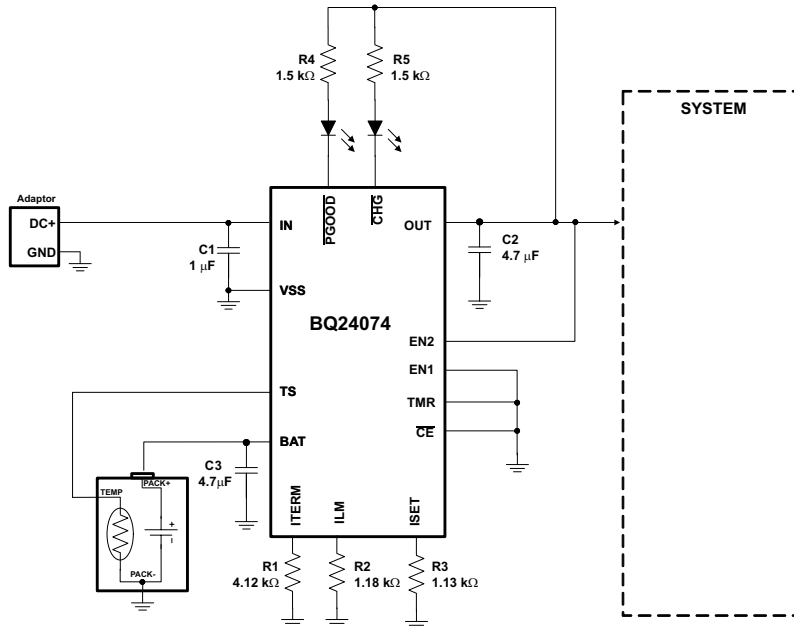 R4
1.5 kΩ
R5
1.5 kΩ
SYSTEM
Adaptor
DC+
GND
IN
PGOOD
CHG
OUT
C1
1 μF
C2
4.7 μF
VSS
BQ24074
EN2
EN1
TS
TMR
BAT
CE
C3
4.7μF
PACK+
TEMP
+
–
PACK-
ITERM
ILM
ISET
R1
4.12 kΩ
R2
1.18 kΩ
R3
1.13 kΩ